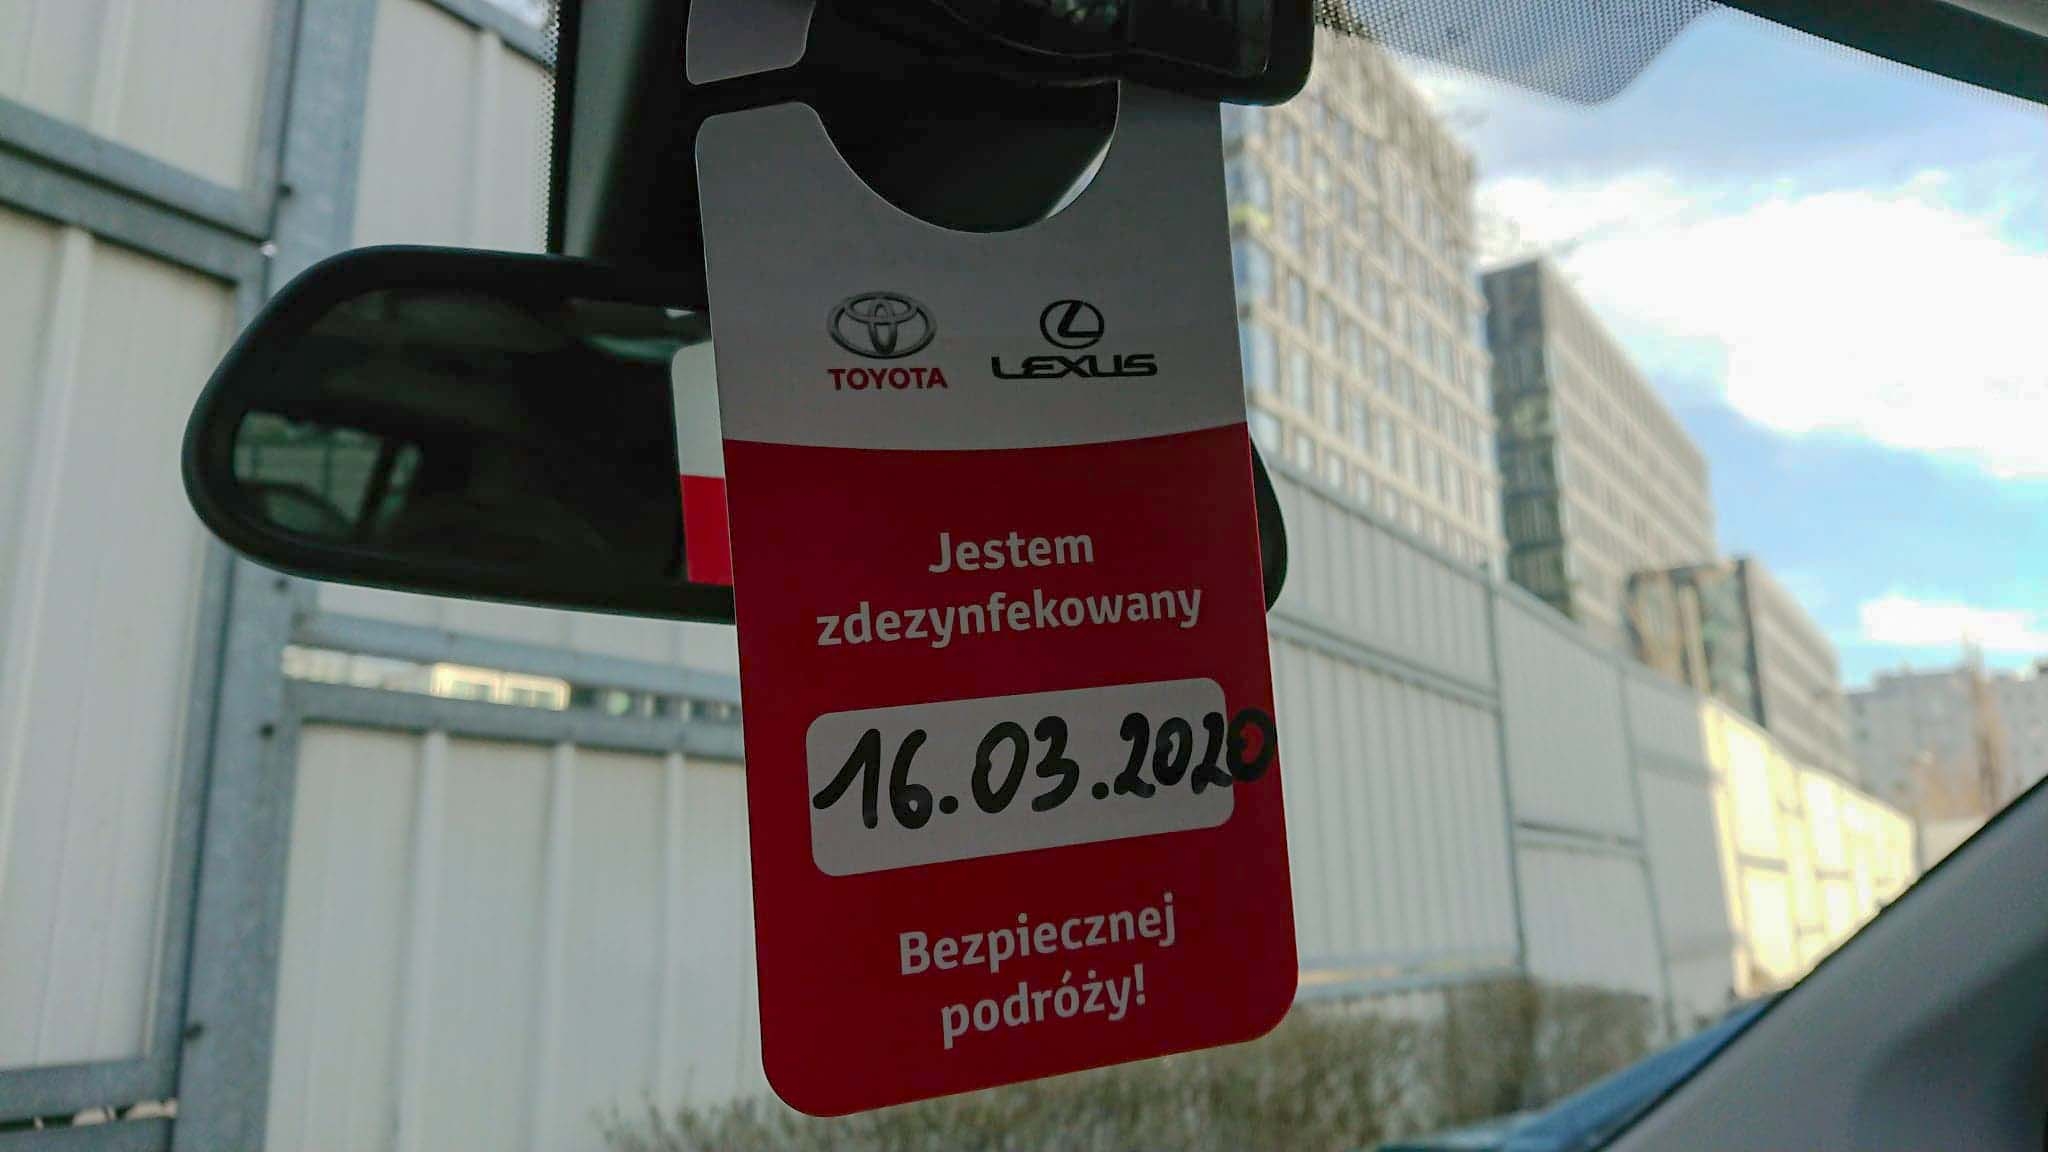 TOYOTA
LEXUS
Jestem
zdezynfekowany
16.03.2020
Bezpiecznej
podróży!